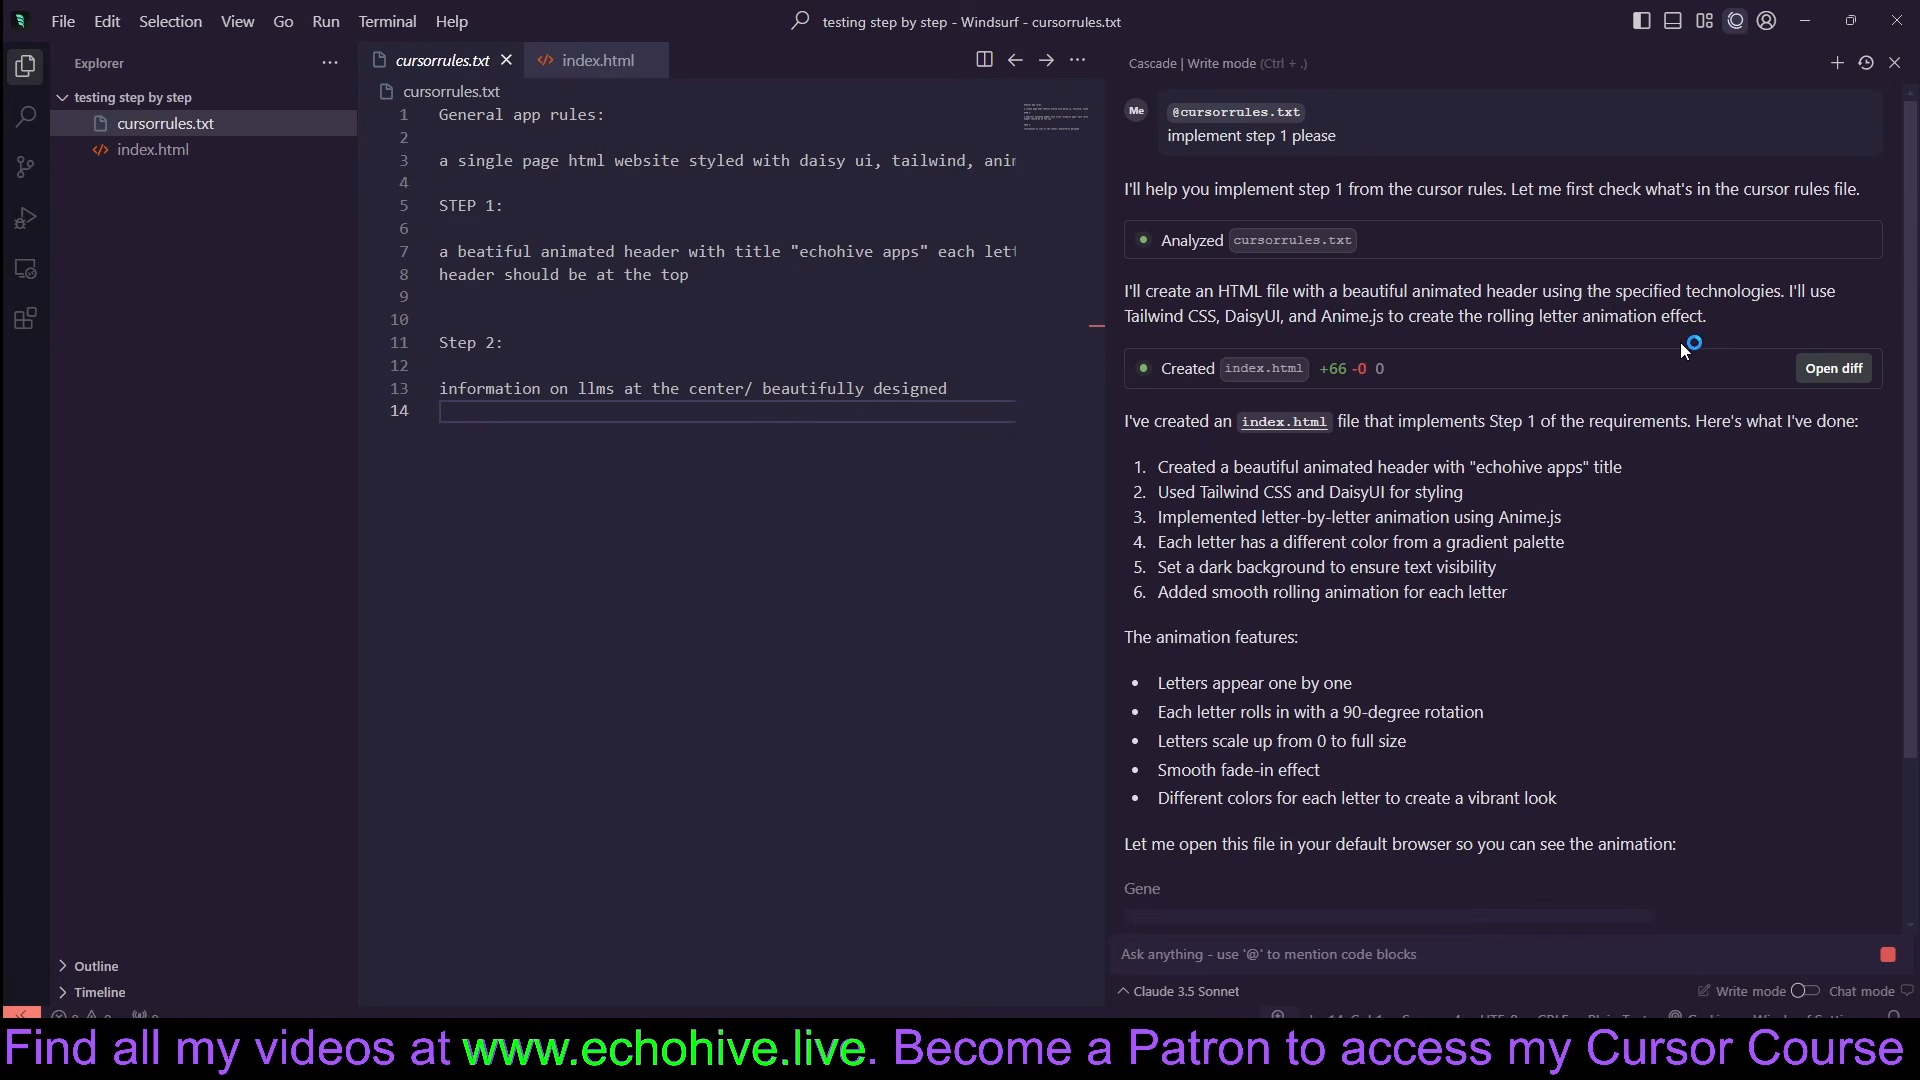 File Edit Selection View Go Run Terminal Help
testing step by step - Windsurf - cursorrules.txt
Explorer
testing step by step
cursorrules.txt
index.html
Outline
Timeline
cursorrules.txt
index.html
cursorrules.txt
1 General app rules:
2
3 a single page html website styled with daisy ui, tailwind,
4
5 STEP 1:
6
7 a beatiful animated header with title "echohive apps" each
8 header should be at the top
9
10
11 Step 2:
12
13 information on llms at the center/ beautifully designed
14
Cascade | Write mode (Ctrl + .)
Me
@cursorrules.txt
implement step 1 please
I'll help you implement step 1 from the cursor rules. Let me first check what's in the cursor rules file.
Analyzed cursorrules.txt
I'll create an HTML file with a beautiful animated header using the specified technologies. I'll use
Tailwind CSS, DaisyUI, and Anime.js to create the rolling letter animation effect.
Created index.html +66 -0 0
Open diff
I've created an index.html file that implements Step 1 of the requirements. Here's what I've done:
1. Created a beautiful animated header with "echohive apps" title
2. Used Tailwind CSS and DaisyUI for styling
3. Implemented letter-by-letter animation using Anime.js
4. Each letter has a different color from a gradient palette
5. Set a dark background to ensure text visibility
6. Added smooth rolling animation for each letter
The animation features:
• Letters appear one by one
• Each letter rolls in with a 90-degree rotation
• Letters scale up from 0 to full size
• Smooth fade-in effect
• Different colors for each letter to create a vibrant look
Let me open this file in your default browser so you can see the animation:
Gene
Ask anything - use '@' to mention code blocks
Claude 3.5 Sonnet
Write mode
Chat mode
Find all my videos at www.echohive.live. Become a Patron to access my Cursor Course